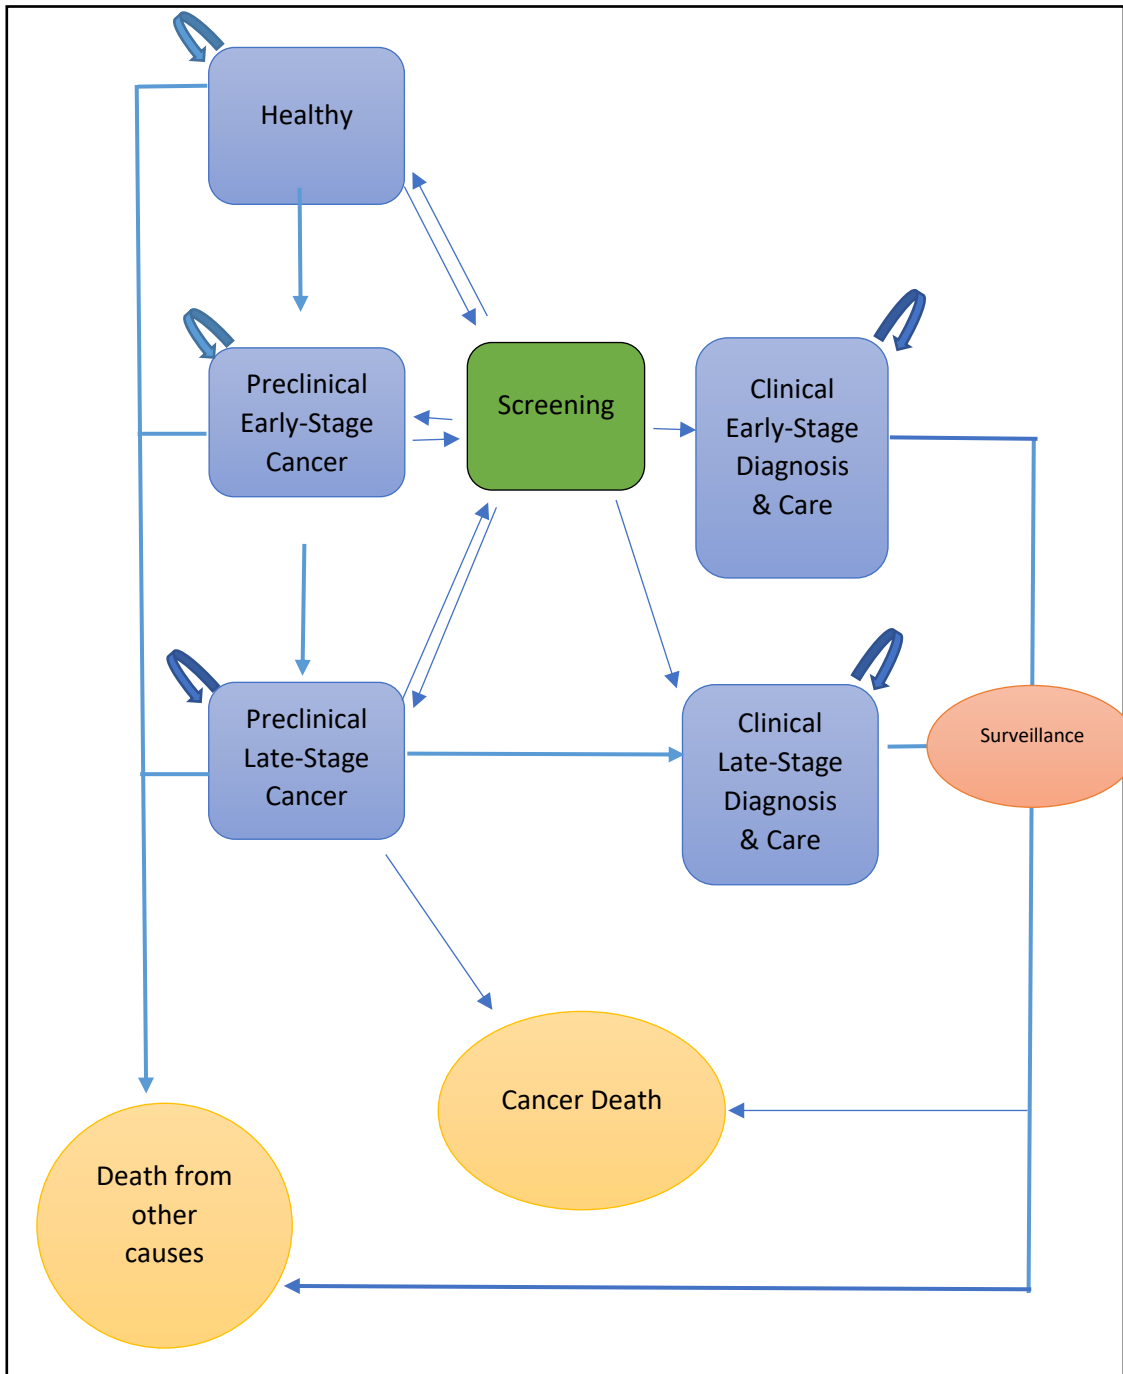 Healthy
Preclinical
Early-Stage
Cancer
Screening
Clinical
Early-Stage
Diagnosis
& Care
Preclinical
Late-Stage
Cancer
Clinical
Late-Stage
Diagnosis
& Care
Surveillance
Cancer Death
Death from
other
causes